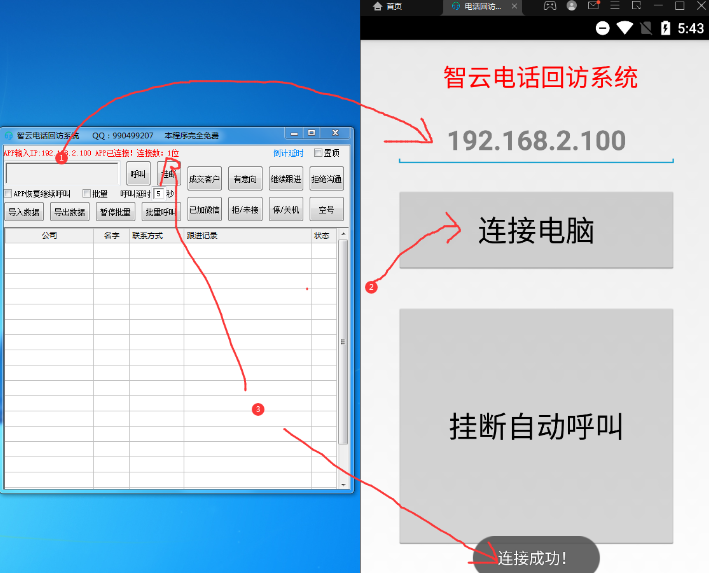 首页
电话回访系...
5:43
智云电话回访系统
192.168.2.100
连接电脑
挂断自动呼叫
连接成功!
智云电话回访系统 QQ:990499207 本程序完全免费
APP输入IP:192.168.2.100 APP已连接! 连接数:1位
倒计延时
置顶
呼叫
挂断
成交客户
有意向
继续跟进
拒绝沟通
APP恢复继续呼叫
批量
呼叫延时 5 秒
导入数据
导出数据
暂停批量
批量呼叫
已加微信
拒/未接
停/关机
空号
公司
名字
联系方式
跟进记录
状态
1
2
3